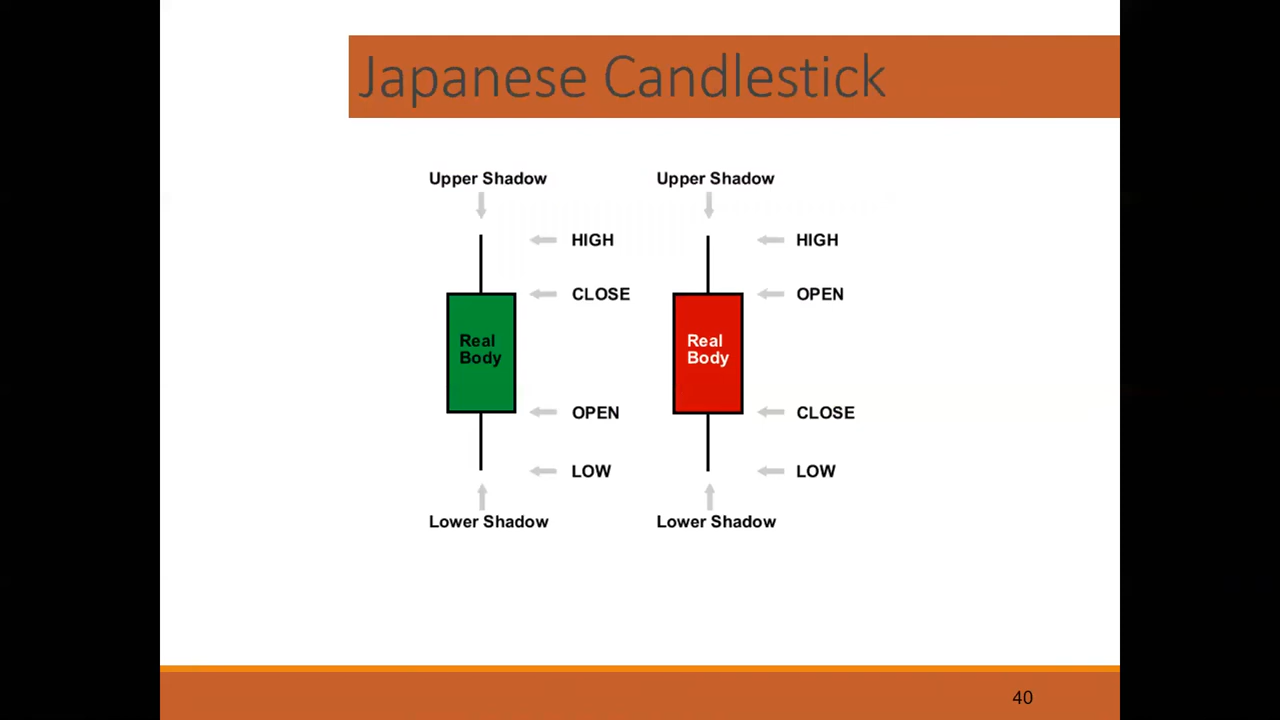 Japanese Candlestick
Upper Shadow
HIGH
CLOSE
Real
Body
OPEN
LOW
Lower Shadow
Upper Shadow
HIGH
OPEN
Real
Body
CLOSE
LOW
Lower Shadow
40